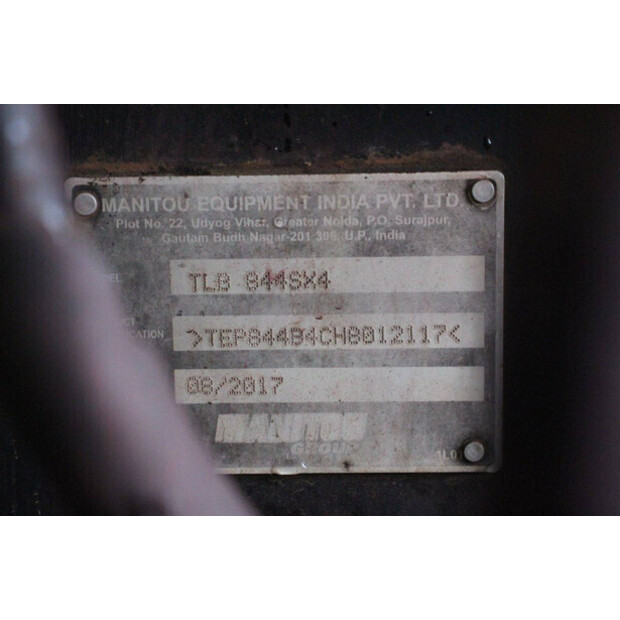 MANITOU EQUIPMENT INDIA PVT. LTD.
Plot No. 22, Udyog Vihar, Greater Noida, P.O. Surajpur,
Gautam Budh Nagar-201 306, U.P., India
TLB 844SX4
>TEP844B4CH8012117<
08/2017
MANITOU
GROUP